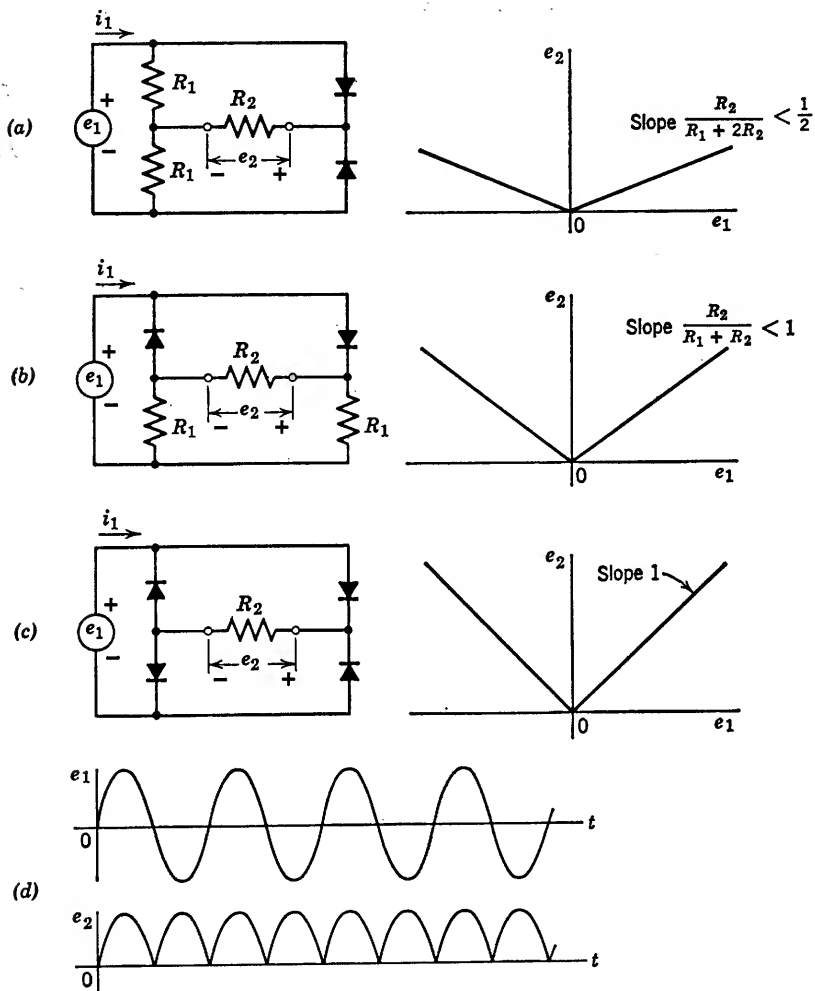 i₁
R₁
R₂
(a)
e₁
+
-
R₁
e₂
-
+
e₂
Slope R₂ / R₁ + 2R₂ < 1/2
0
e₁
i₁
R₂
(b)
e₁
+
-
R₁
e₂
-
+
R₁
e₂
Slope R₂ / R₁ + R₂ < 1
0
e₁
i₁
R₂
(c)
e₁
+
-
e₂
-
+
e₂
Slope 1
0
e₁
(d)
e₁
0
t
e₂
0
t